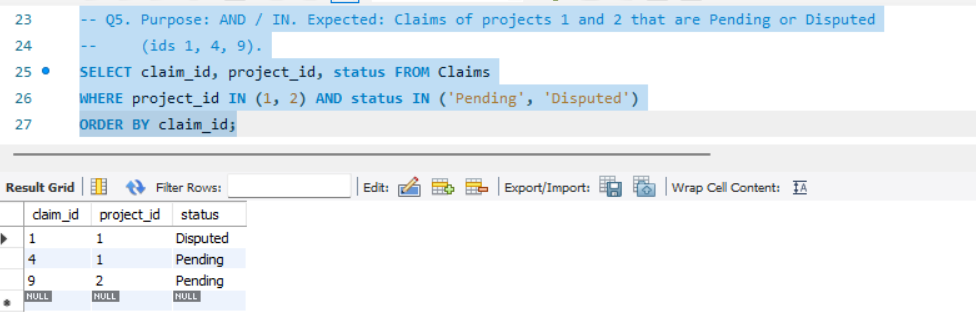 23 -- Q5. Purpose: AND / IN. Expected: Claims of projects 1 and 2 that are Pending or Disputed
24 -- (ids 1, 4, 9).
25 SELECT claim_id, project_id, status FROM Claims
26 WHERE project_id IN (1, 2) AND status IN ('Pending', 'Disputed')
27 ORDER BY claim_id;
Result Grid Filter Rows: Edit: Export/Import: Wrap Cell Content: IA
claim_id project_id status
1 1 Disputed
4 1 Pending
9 2 Pending
NULL NULL NULL